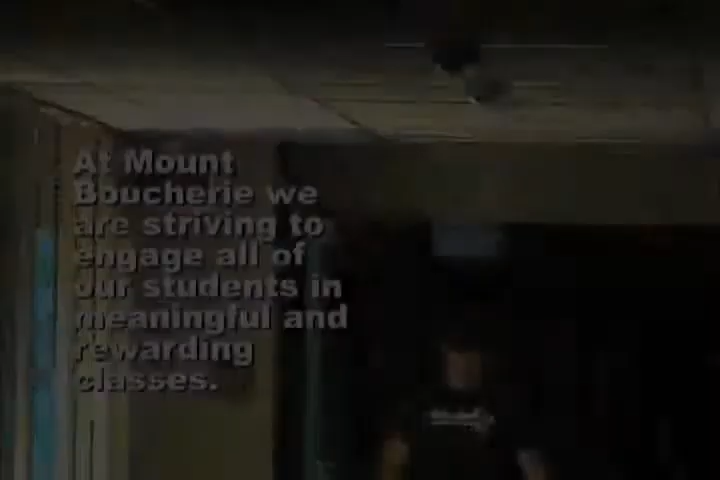 At Mount
Boucherie we
are striving to
engage all of
our students in
meaningful and
rewarding
classes.